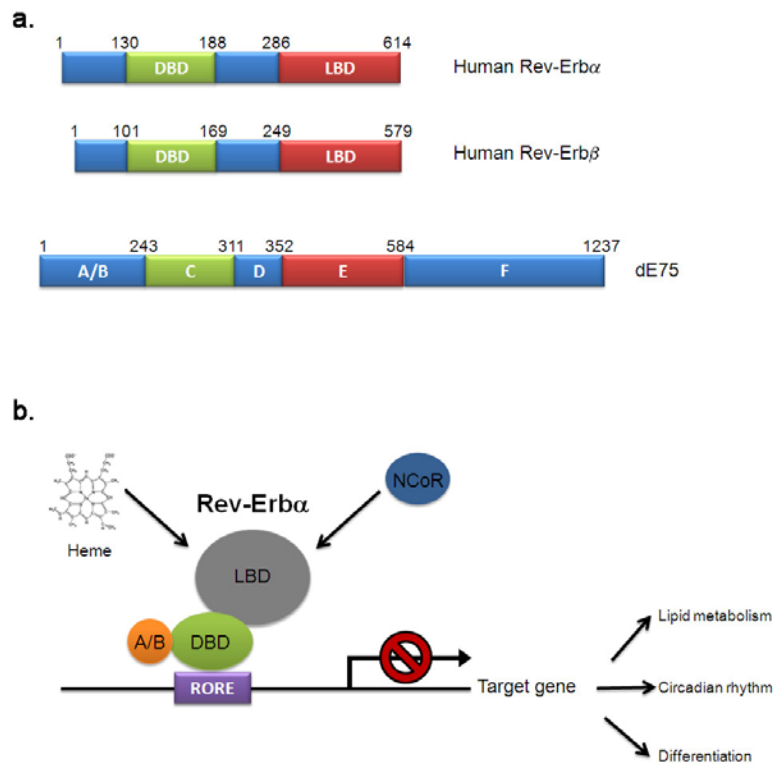 a.
1 130 188 286 614
DBD LBD
Human Rev-Erbα
1 101 169 249 579
DBD LBD
Human Rev-Erbβ
1 243 311 352 584 1237
A/B C D E F
dE75
b.
Heme
Rev-Erbα
NCoR
LBD
A/B DBD
RORE
Target gene
Lipid metabolism
Circadian rhythm
Differentiation